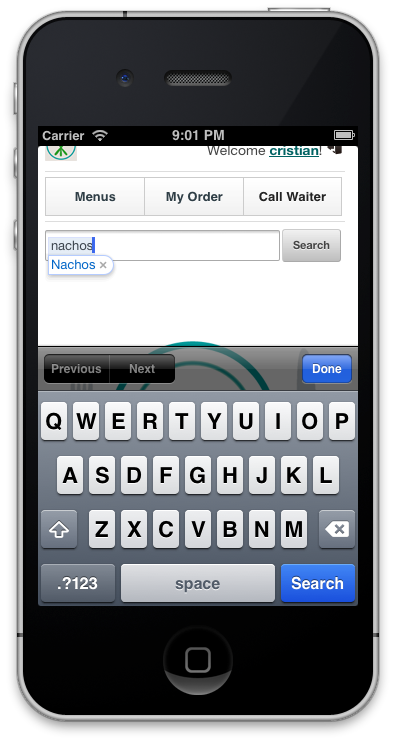 Carrier 9:01 PM
Welcome cristian!
Menus My Order Call Waiter
nachos Search
Nachos ×
Previous Next Done
Q W E R T Y U I O P
A S D F G H J K L
Z X C V B N M
.?123 space Search